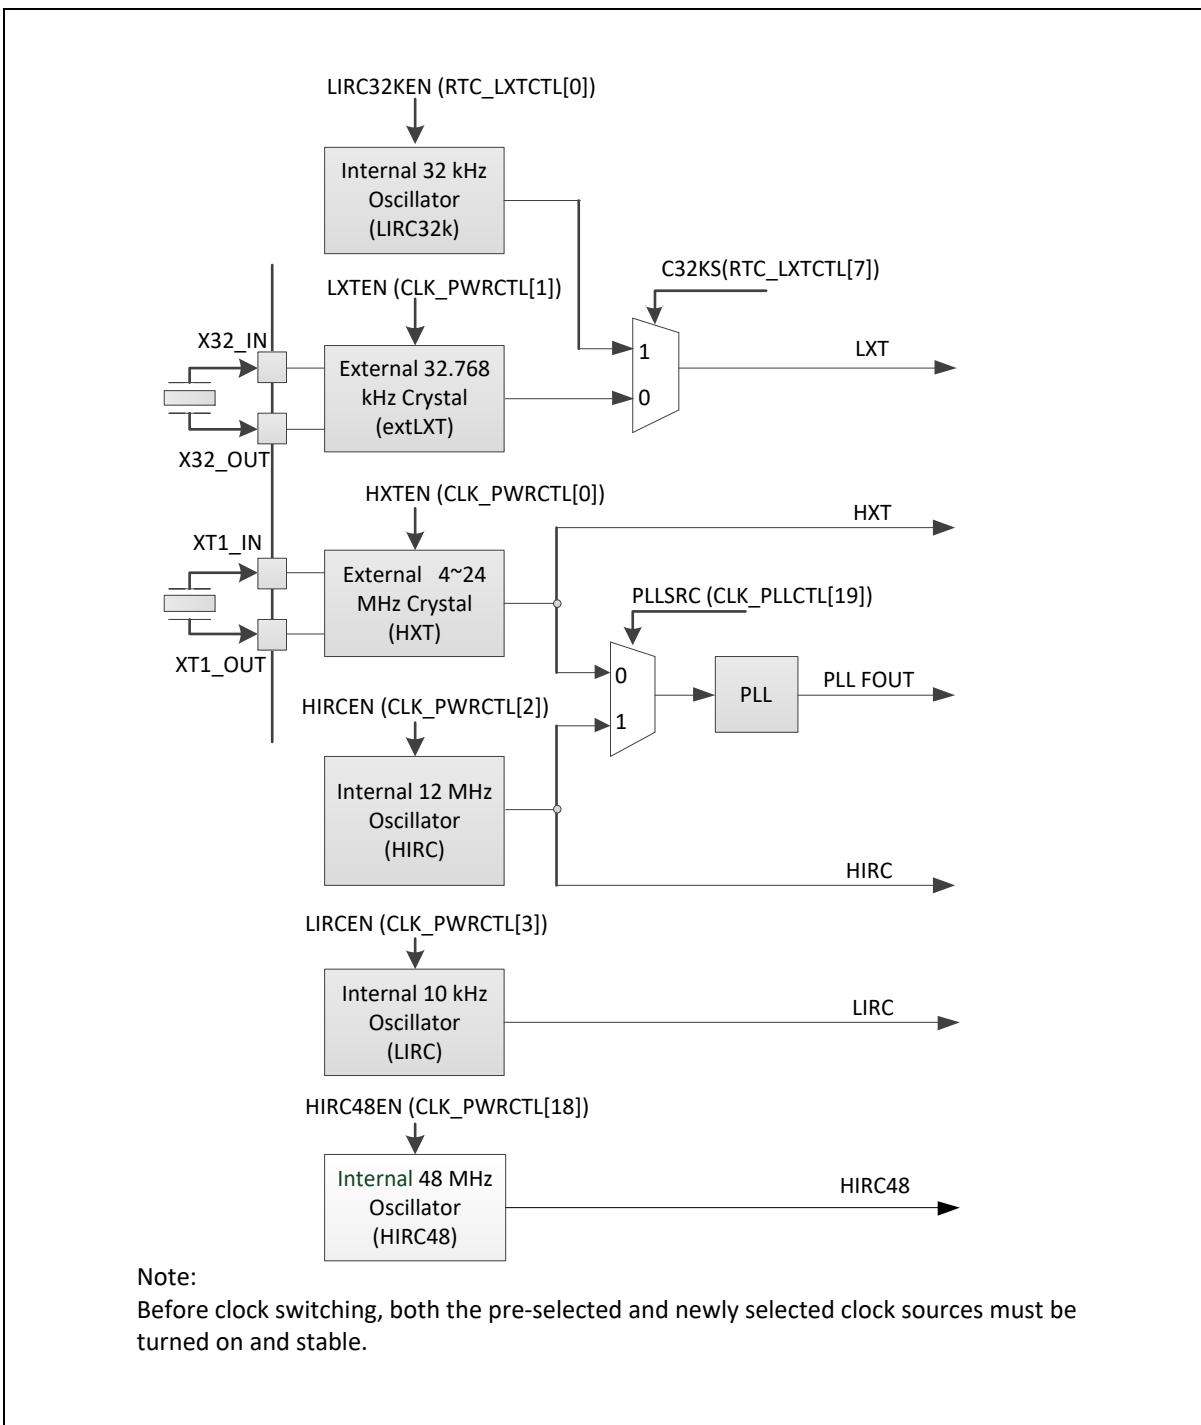 LIRC32KEN (RTC_LXTCTL[0])
Internal 32 kHz
Oscillator
(LIRC32k)
C32KS(RTC_LXTCTL[7])
LXTEN (CLK_PWRCTL[1])
X32_IN
1
LXT
External 32.768
kHz Crystal
(extLXT)
0
X32_OUT
HXTEN (CLK_PWRCTL[0])
HXT
XT1_IN
External 4~24
MHz Crystal
(HXT)
PLLSRC (CLK_PLLCTL[19])
XT1_OUT
0
PLL
PLL FOUT
1
HIRCEN (CLK_PWRCTL[2])
Internal 12 MHz
Oscillator
(HIRC)
HIRC
LIRCEN (CLK_PWRCTL[3])
Internal 10 kHz
Oscillator
(LIRC)
LIRC
HIRC48EN (CLK_PWRCTL[18])
Internal 48 MHz
Oscillator
(HIRC48)
HIRC48
Note:
Before clock switching, both the pre-selected and newly selected clock sources must be
turned on and stable.